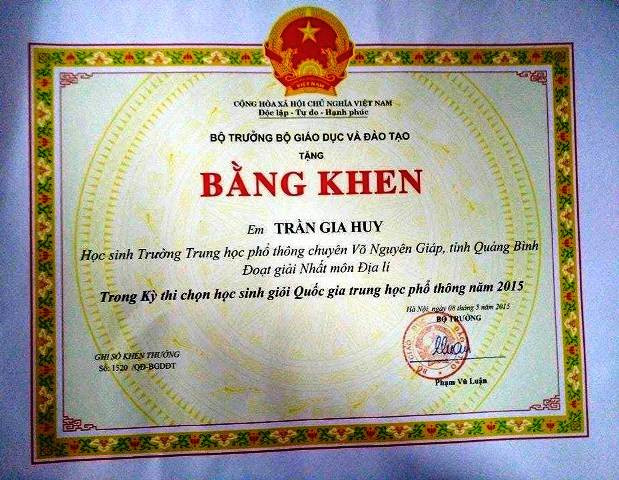 VIỆT NAM
CỘNG HÒA XÃ HỘI CHỦ NGHĨA VIỆT NAM
Độc lập - Tự do - Hạnh phúc
BỘ TRƯỞNG BỘ GIÁO DỤC VÀ ĐÀO TẠO
TẶNG
BẰNG KHEN
Em TRẦN GIA HUY
Học sinh Trường Trung học phổ thông chuyên Võ Nguyên Giáp, tỉnh Quảng Bình
Đoạt giải Nhất môn Địa lí
Trong Kỳ thi chọn học sinh giỏi Quốc gia trung học phổ thông năm 2015
Hà Nội, ngày 08 tháng 5 năm 2015
BỘ TRƯỞNG
GHI SỔ KHEN THƯỞNG
Số: 1520 /QĐ-BGDĐT
Phạm Vũ Luận